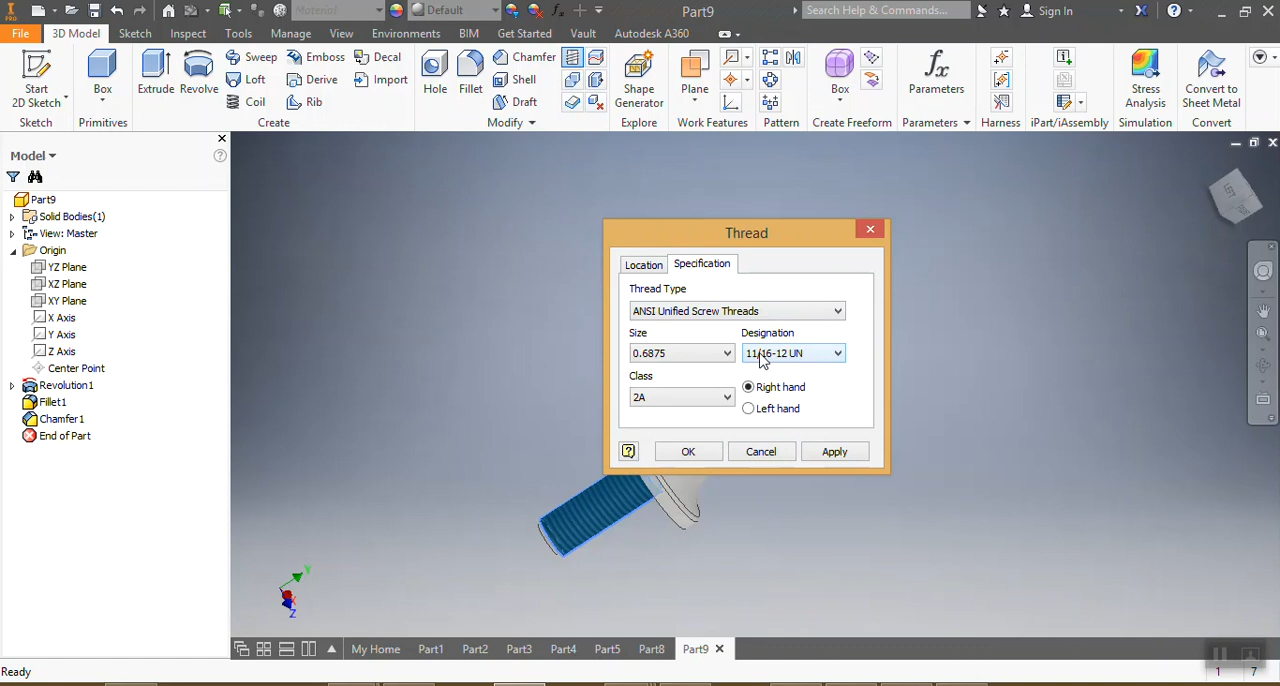 PRO
Material
Default
Part9
Search Help & Commands...
Sign In
File
3D Model
Sketch
Inspect
Tools
Manage
View
Environments
BIM
Get Started
Vault
Autodesk A360
Start
2D Sketch
Box
Extrude
Revolve
Sweep
Loft
Coil
Emboss
Derive
Rib
Decal
Import
Hole
Fillet
Chamfer
Shell
Draft
Shape
Generator
Plane
Box
Parameters
Stress
Analysis
Convert to
Sheet Metal
Sketch
Primitives
Create
Modify
Explore
Work Features
Pattern
Create Freeform
Parameters
Harness
iPart/iAssembly
Simulation
Convert
Model
Part9
Solid Bodies(1)
View: Master
Origin
YZ Plane
XZ Plane
XY Plane
X Axis
Y Axis
Z Axis
Center Point
Revolution1
Fillet1
Chamfer1
End of Part
LEFT
Thread
Location
Specification
Thread Type
ANSI Unified Screw Threads
Size
Designation
0.6875
11/16-12 UN
Class
2A
Right hand
Left hand
OK
Cancel
Apply
Y
X
Z
My Home
Part1
Part2
Part3
Part4
Part5
Part8
Part9
Ready
1
7